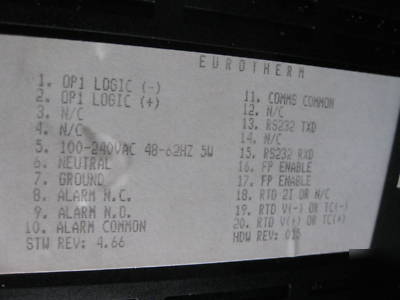 EUROTHERM
1. OP1 LOGIC (-)
2. OP1 LOGIC (+)
3. N/C
4. N/C
5. 100-240VAC 48-62HZ 5W
6. NEUTRAL
7. GROUND
8. ALARM N.C.
9. ALARM N.O.
10. ALARM COMMON
STW REV: 4.66
11. COMMS COMMON
12. N/C
13. RS232 TXD
14. N/C
15. RS232 RXD
16. FP ENABLE
17. FP ENABLE
18. RTD 2I OR N/C
19. RTD V(-) OR TC(-)
20. RTD V(+) OR TC(+)
HDW REV: